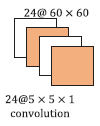 24@ 60 × 60
24@5 × 5 × 1
convolution